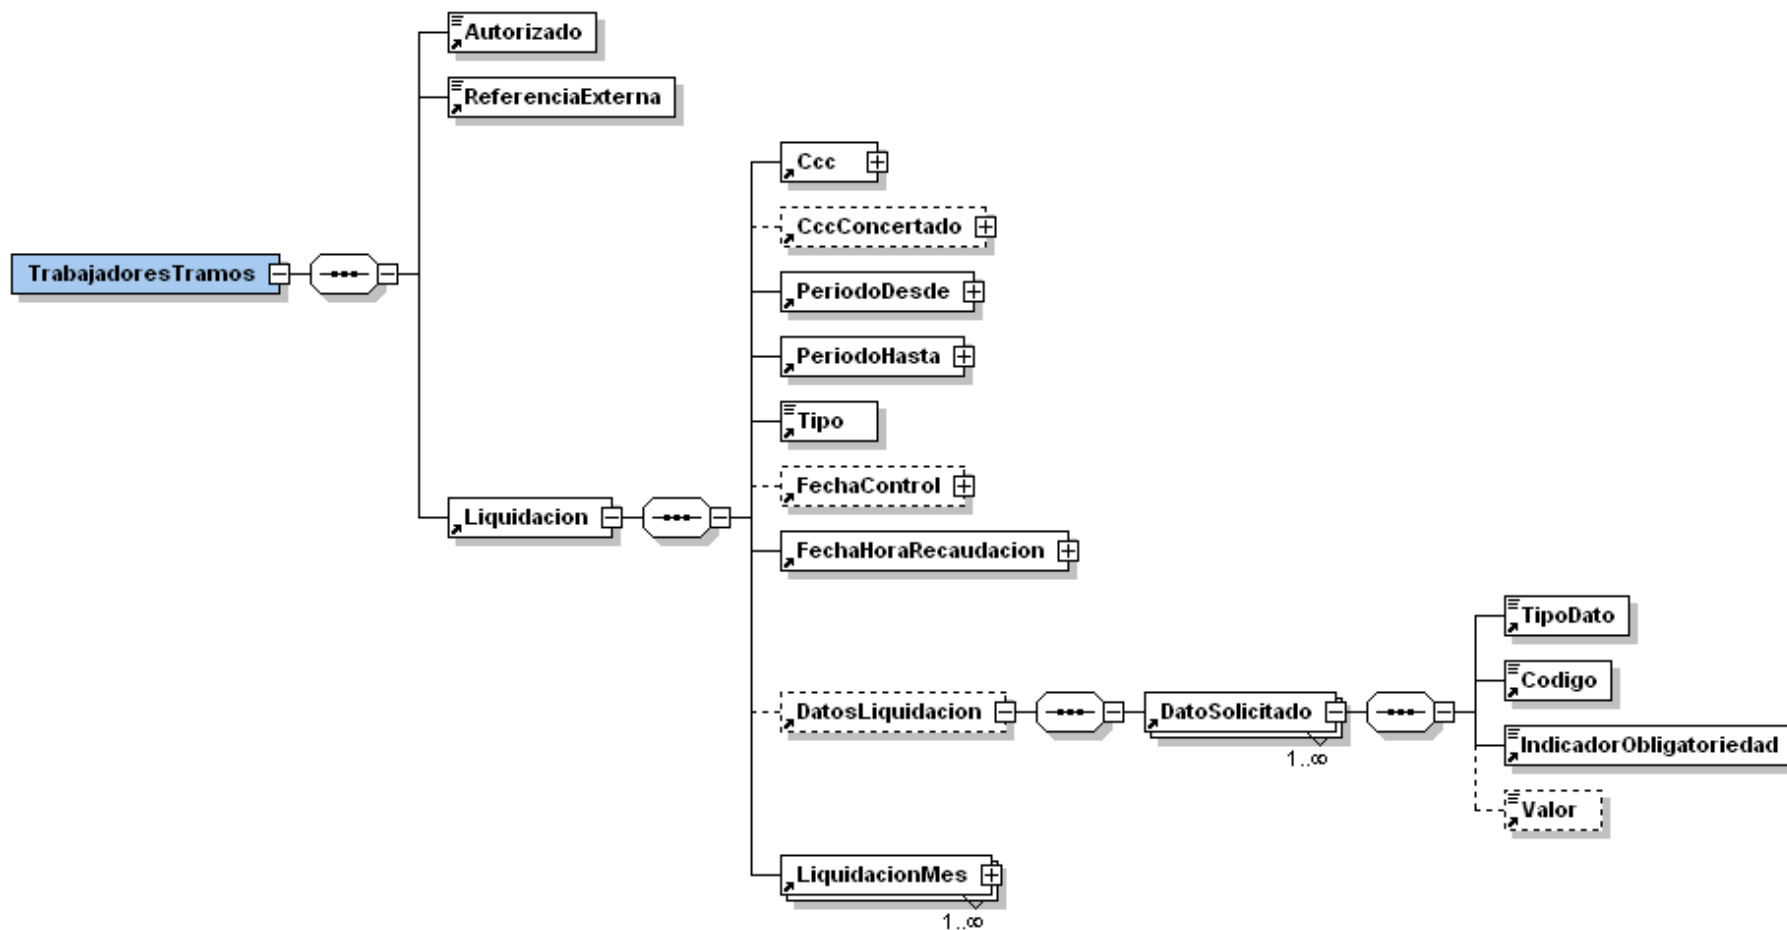 Autorizado
ReferenciaExterna
Ccc
CccConcertado
TrabajadoresTramos
PeriodoDesde
PeriodoHasta
Tipo
FechaControl
Liquidacion
FechaHoraRecaudacion
TipoDato
Codigo
DatosLiquidacion
DatoSolicitado
IndicadorObligatoriedad
1..∞
Valor
LiquidacionMes
1..∞